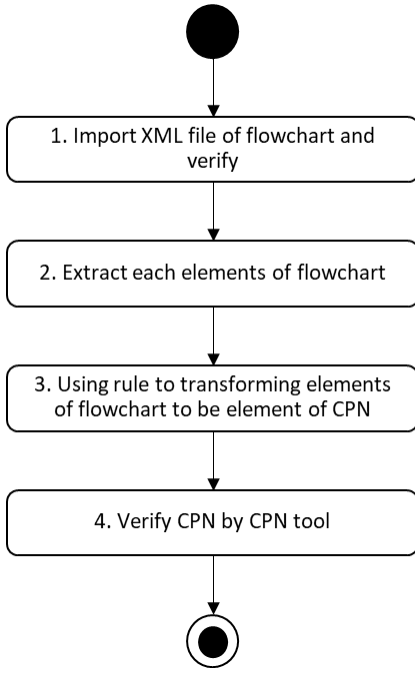 1. Import XML file of flowchart and
verify
2. Extract each elements of flowchart
3. Using rule to transforming elements
of flowchart to be element of CPN
4. Verify CPN by CPN tool